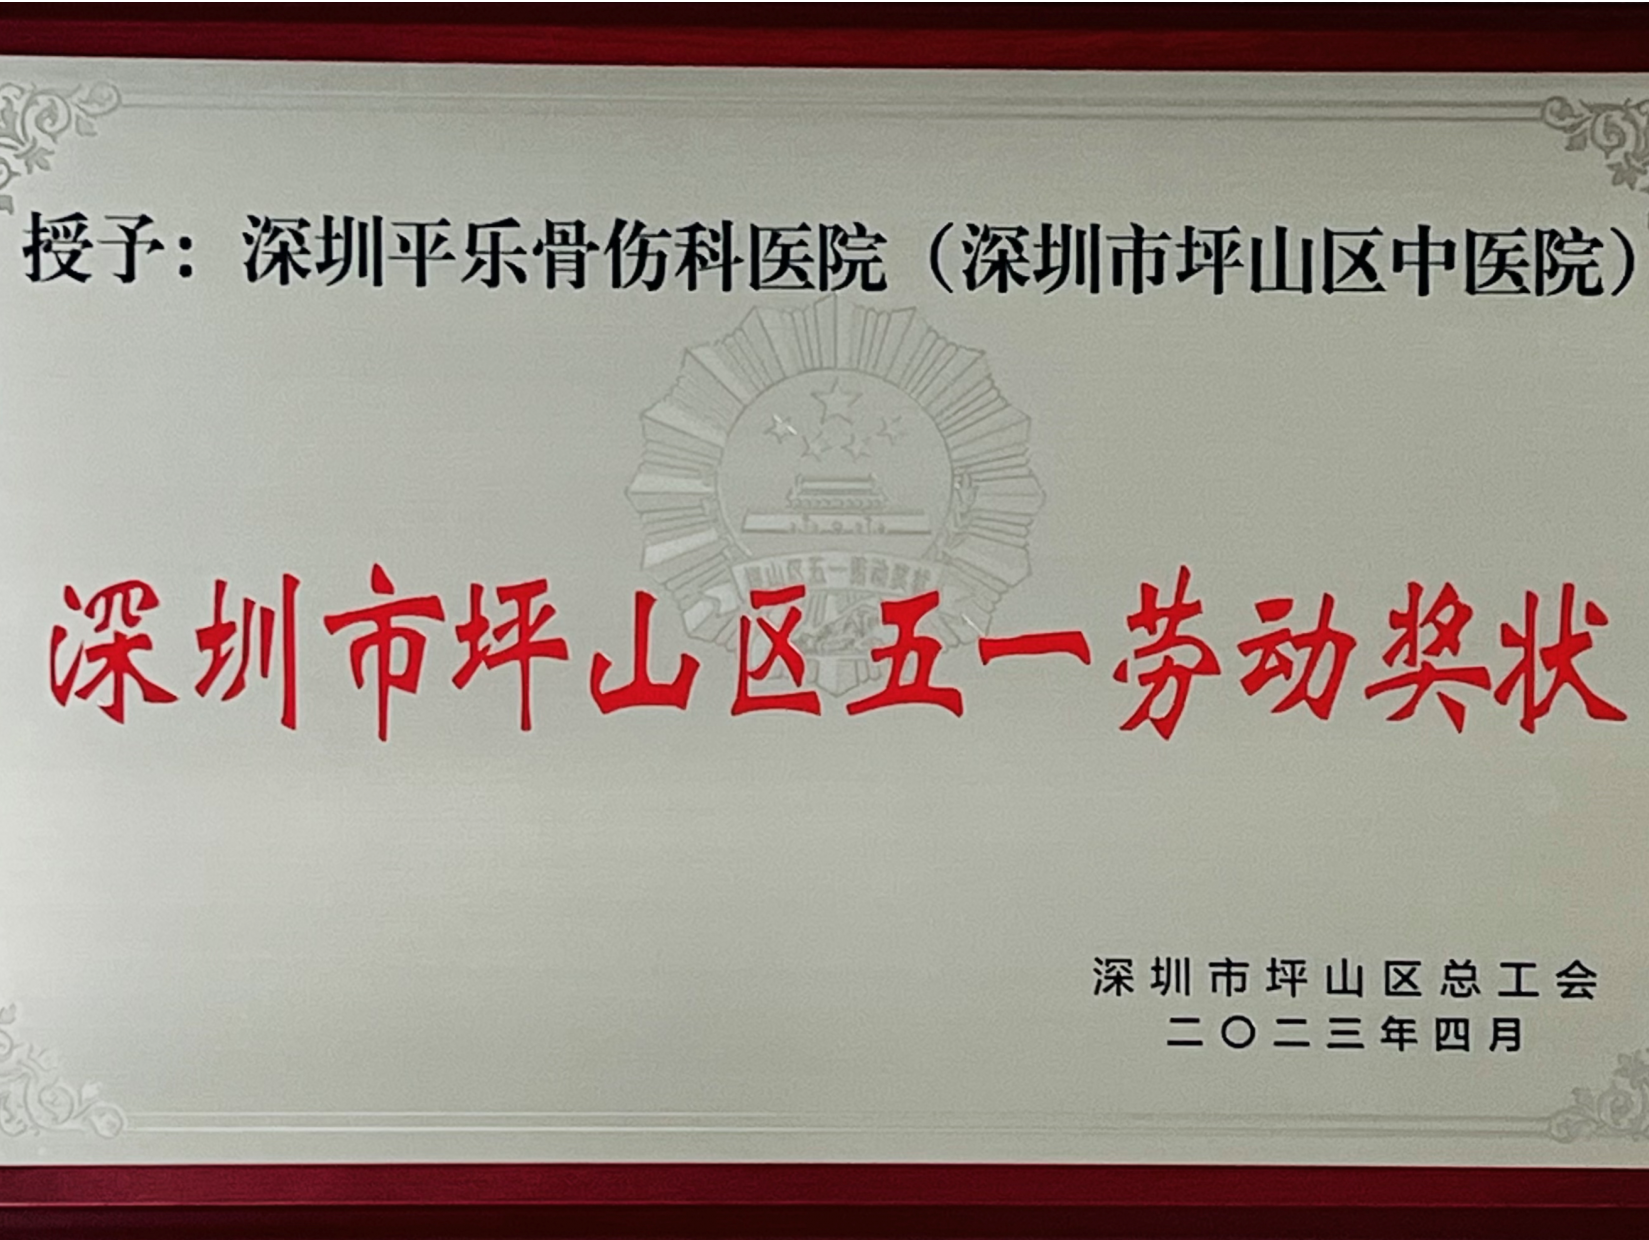 授予：深圳平乐骨伤科医院（深圳市坪山区中医院）
深圳市坪山区五一劳动奖状
深圳市坪山区总工会
二〇二三年四月